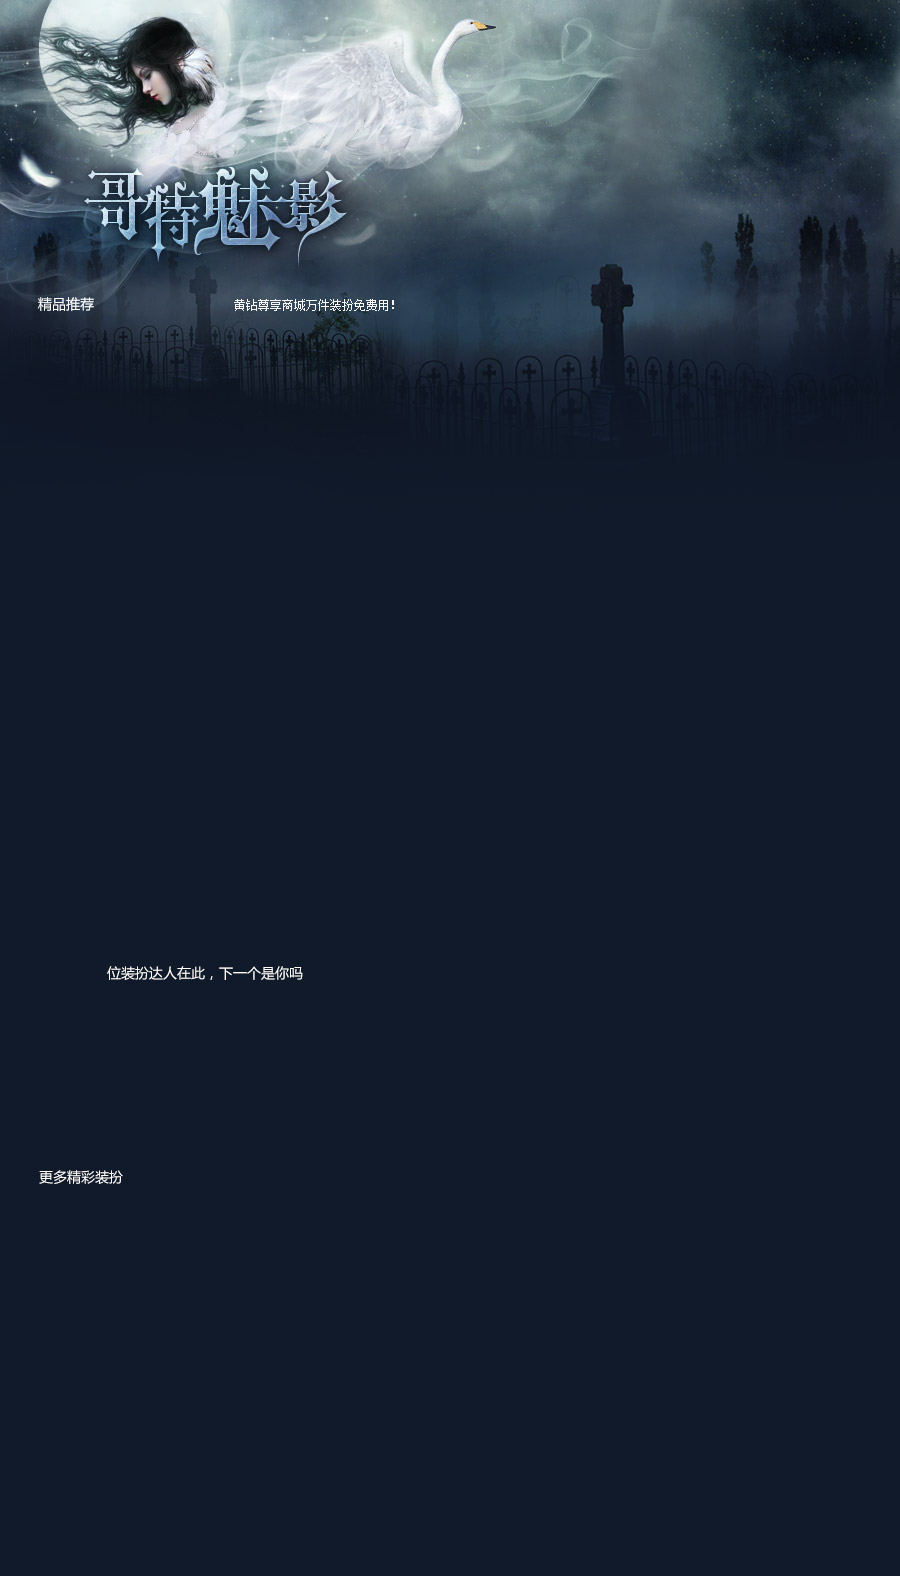 哥特魅影
精品推荐
黄钻尊享商城万件装扮免费用!
位装扮达人在此，下一个是你吗
更多精彩装扮